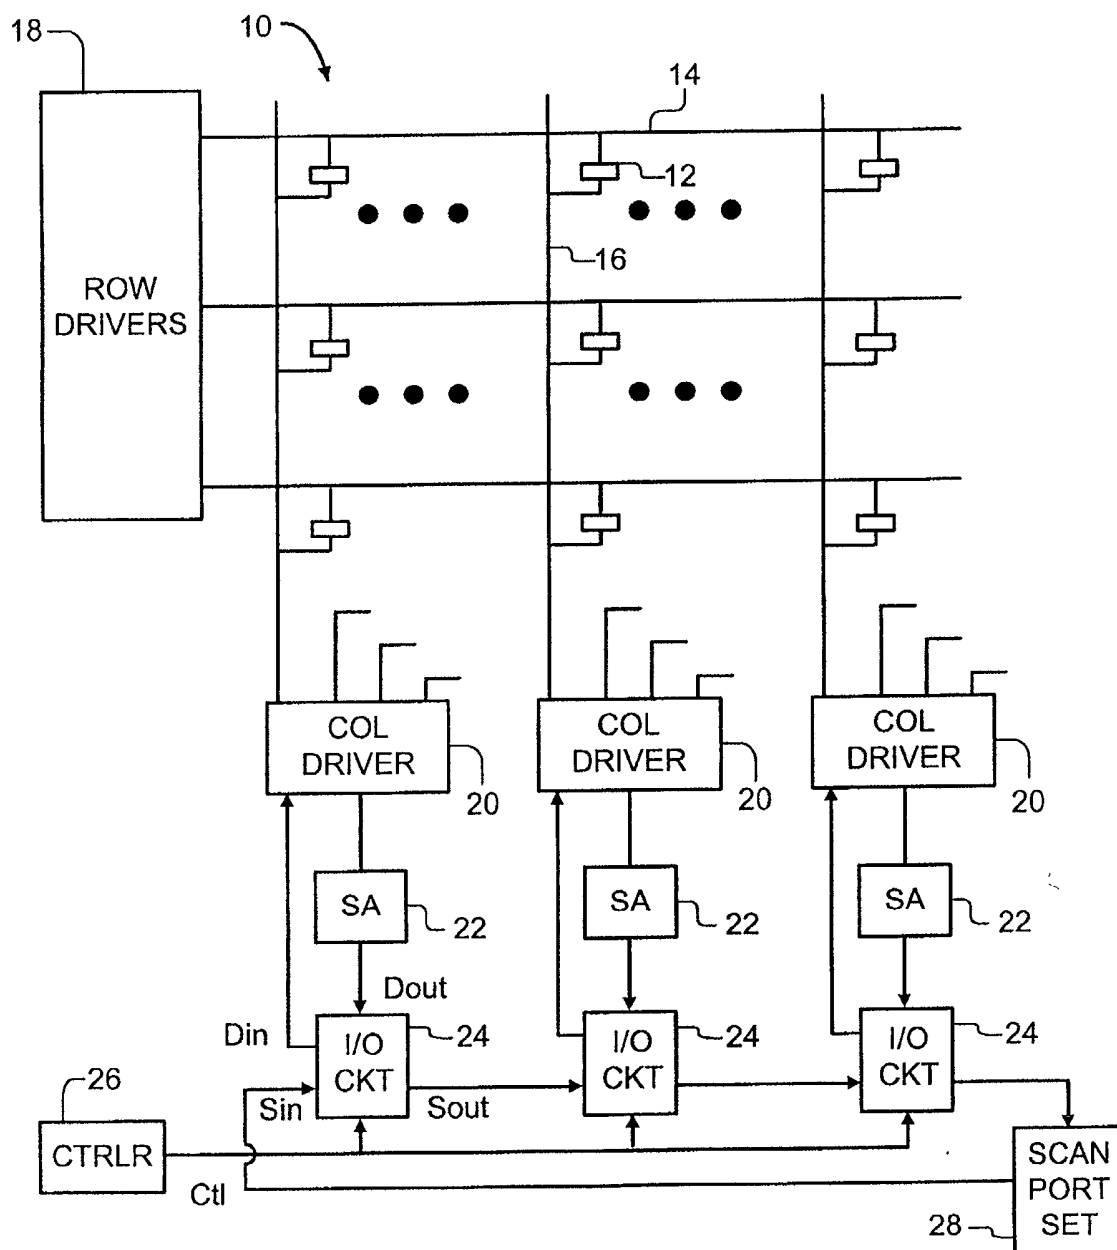 18
10
14
12
16
ROW
DRIVERS
COL
DRIVER
20
COL
DRIVER
20
COL
DRIVER
20
SA
22
SA
22
SA
22
Dout
Din
I/O
CKT
24
I/O
CKT
24
I/O
CKT
24
26
Sin
Sout
CTRLR
Ctl
SCAN
PORT
SET
28